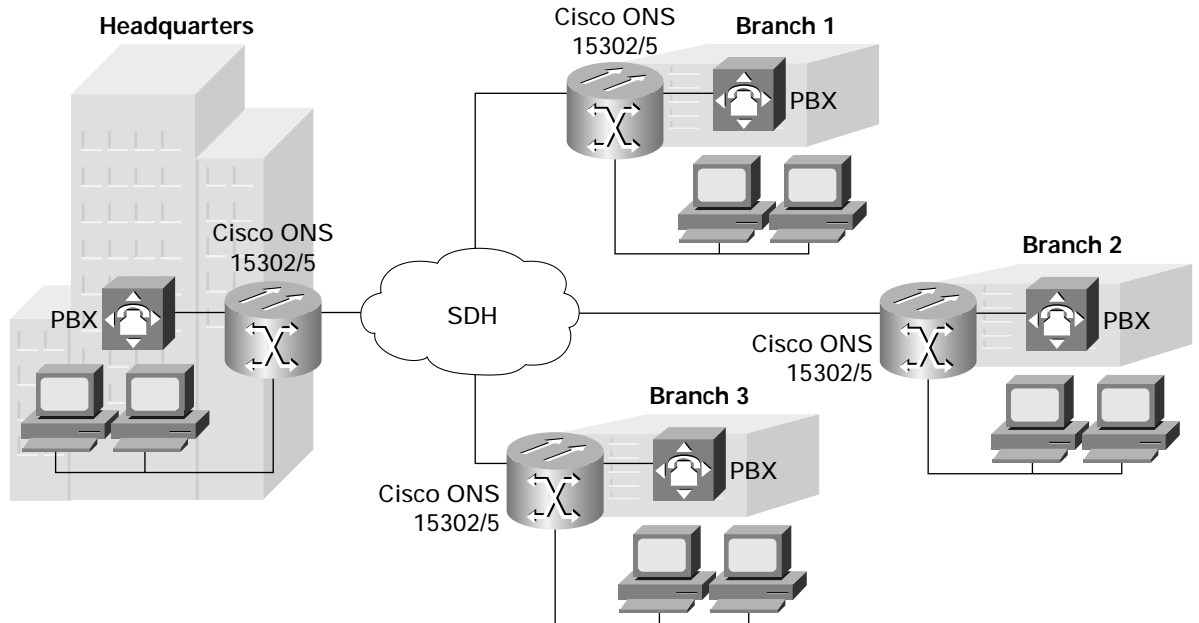 Headquarters
Cisco ONS
15302/5
PBX
SDH
Cisco ONS
15302/5
Branch 1
PBX
Branch 2
Cisco ONS
15302/5
PBX
Branch 3
Cisco ONS
15302/5
PBX